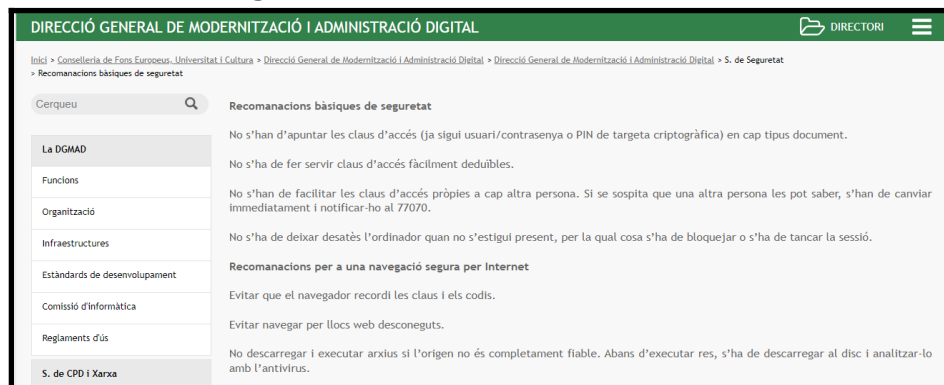 DIRECCIÓ GENERAL DE MODERNITZACIÓ I ADMINISTRACIÓ DIGITAL
DIRECTORI
Inici > Conselleria de Fons Europeus, Universitat i Cultura > Direcció General de Modernització i Administració Digital > Direcció General de Modernització i Administració Digital > S. de Seguretat
> Recomanacions bàsiques de seguretat
Cerqueu
La DGMAD
Funcions
Organització
Infraestructures
Estàndards de desenvolupament
Comissió d'informàtica
Reglaments d'ús
S. de CPD i Xarxa
Recomanacions bàsiques de seguretat
No s'han d'apuntar les claus d'accés (ja sigui usuari/contrasenya o PIN de targeta criptogràfica) en cap tipus document.
No s'ha de fer servir claus d'accés fàcilment deduïbles.
No s'han de facilitar les claus d'accés pròpies a cap altra persona. Si se sospita que una altra persona les pot saber, s'han de canviar
immediatament i notificar-ho al 77070.
No s'ha de deixar desatès l'ordinador quan no s'estigui present, per la qual cosa s'ha de bloquejar o s'ha de tancar la sessió.
Recomanacions per a una navegació segura per Internet
Evitar que el navegador recordi les claus i els codis.
Evitar navegar per llocs web desconeguts.
No descarregar i executar arxius si l'origen no és completament fiable. Abans d'executar res, s'ha de descarregar al disc i analitzar-lo
amb l'antivirus.